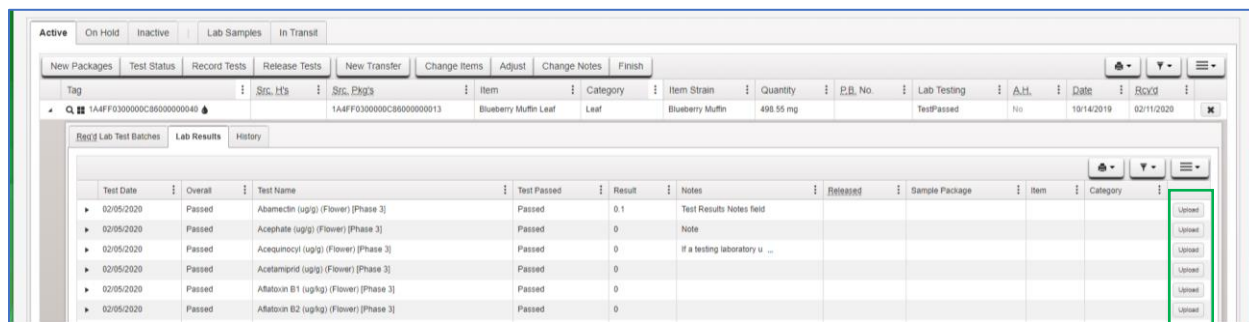 Active On Hold Inactive Lab Samples In Transit
New Packages Test Status Record Tests Release Tests New Transfer Change Items Adjust Change Notes Finish
Tag Src. H's Src. Pkg's Item Category Item Strain Quantity P.B. No. Lab Testing A.H. Date Rcv'd
1A4FF0300000C86000000040 1A4FF0300000C86000000013 Blueberry Muffin Leaf Leaf Blueberry Muffin 498.55 mg TestPassed No 10/14/2019 02/11/2020
Req'd Lab Test Batches Lab Results History
Test Date Overall Test Name Test Passed Result Notes Released Sample Package Item Category
02/05/2020 Passed Abamectin (ug/g) (Flower) [Phase 3] Passed 0.1 Test Results Notes field Upload
02/05/2020 Passed Acephate (ug/g) (Flower) [Phase 3] Passed 0 Note Upload
02/05/2020 Passed Acequinocyl (ug/g) (Flower) [Phase 3] Passed 0 If a testing laboratory u ... Upload
02/05/2020 Passed Acetamiprid (ug/g) (Flower) [Phase 3] Passed 0 Upload
02/05/2020 Passed Aflatoxin B1 (ug/kg) (Flower) [Phase 3] Passed 0 Upload
02/05/2020 Passed Aflatoxin B2 (ug/kg) (Flower) [Phase 3] Passed 0 Upload